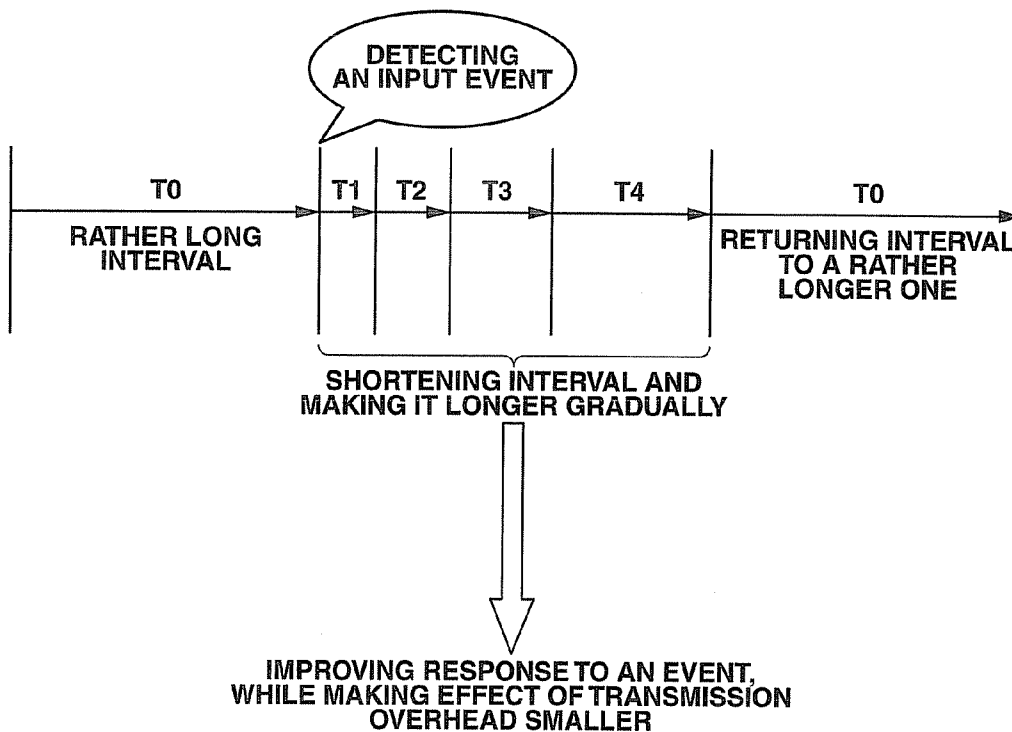 DETECTING
AN INPUT EVENT
T0
T1
T2
T3
T4
T0
RATHER LONG
INTERVAL
RETURNING INTERVAL
TO A RATHER
LONGER ONE
SHORTENING INTERVAL AND
MAKING IT LONGER GRADUALLY
IMPROVING RESPONSE TO AN EVENT,
WHILE MAKING EFFECT OF TRANSMISSION
OVERHEAD SMALLER